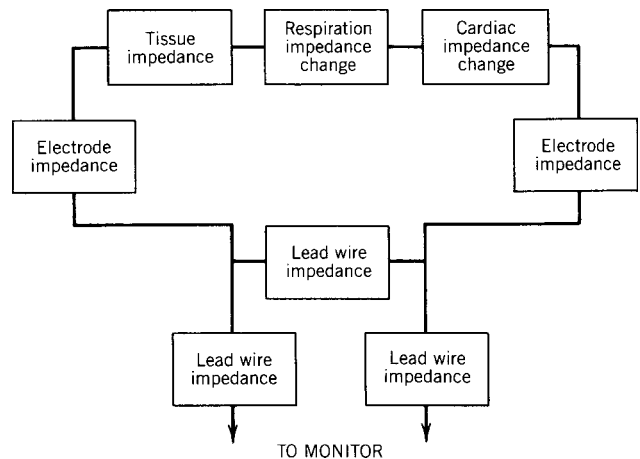 Tissue
impedance
Respiration
impedance
change
Cardiac
impedance
change
Electrode
impedance
Electrode
impedance
Lead wire
impedance
Lead wire
impedance
Lead wire
impedance
TO MONITOR